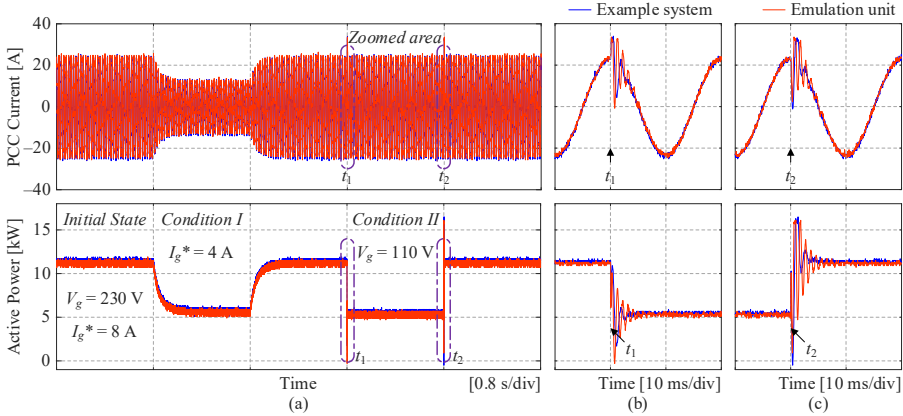 Example system
Emulation unit
PCC Current [A]
40
20
0
−20
−40
Zoomed area
t1
t2
t1
t2
Active Power [kW]
15
10
5
0
Initial State
Condition I
Condition II
Ig* = 4 A
Vg = 110 V
Vg = 230 V
Ig* = 8 A
t1
t2
t1
t2
Time
[0.8 s/div]
Time [10 ms/div]
Time [10 ms/div]
(a)
(b)
(c)